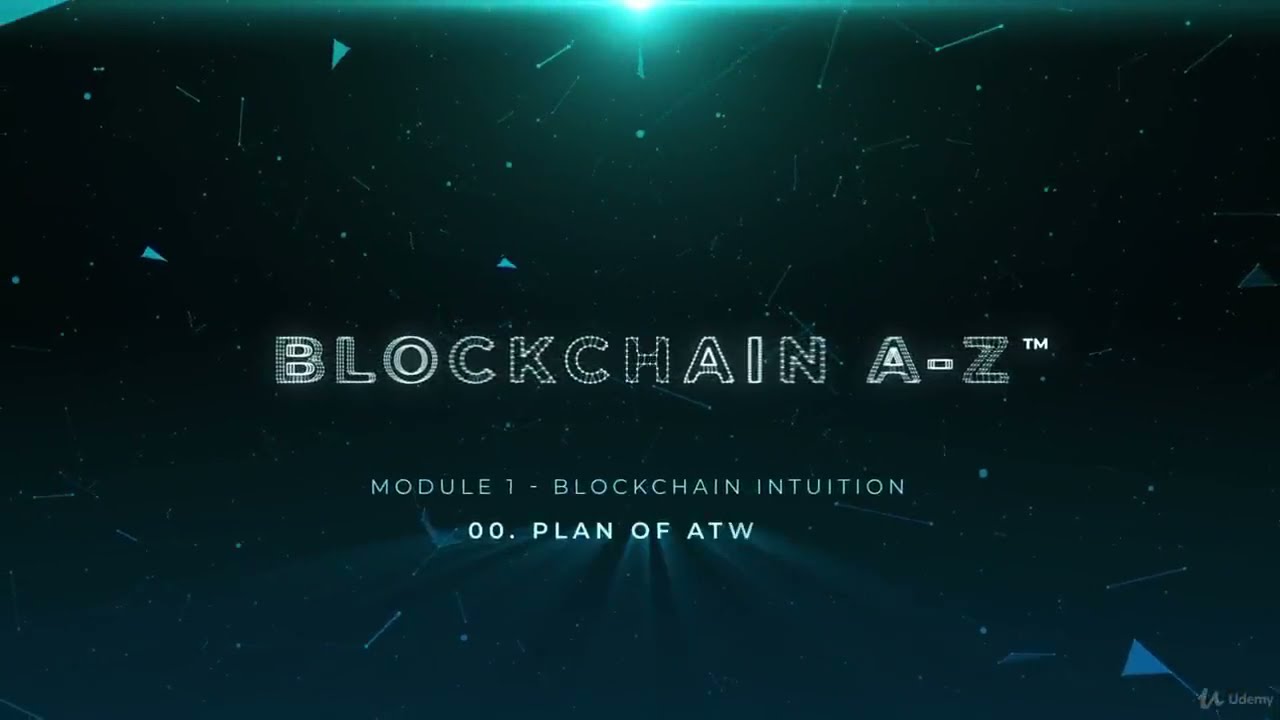 BLOCKCHAIN A-Z™
MODULE 1 - BLOCKCHAIN INTUITION
00. PLAN OF ATW
Udemy